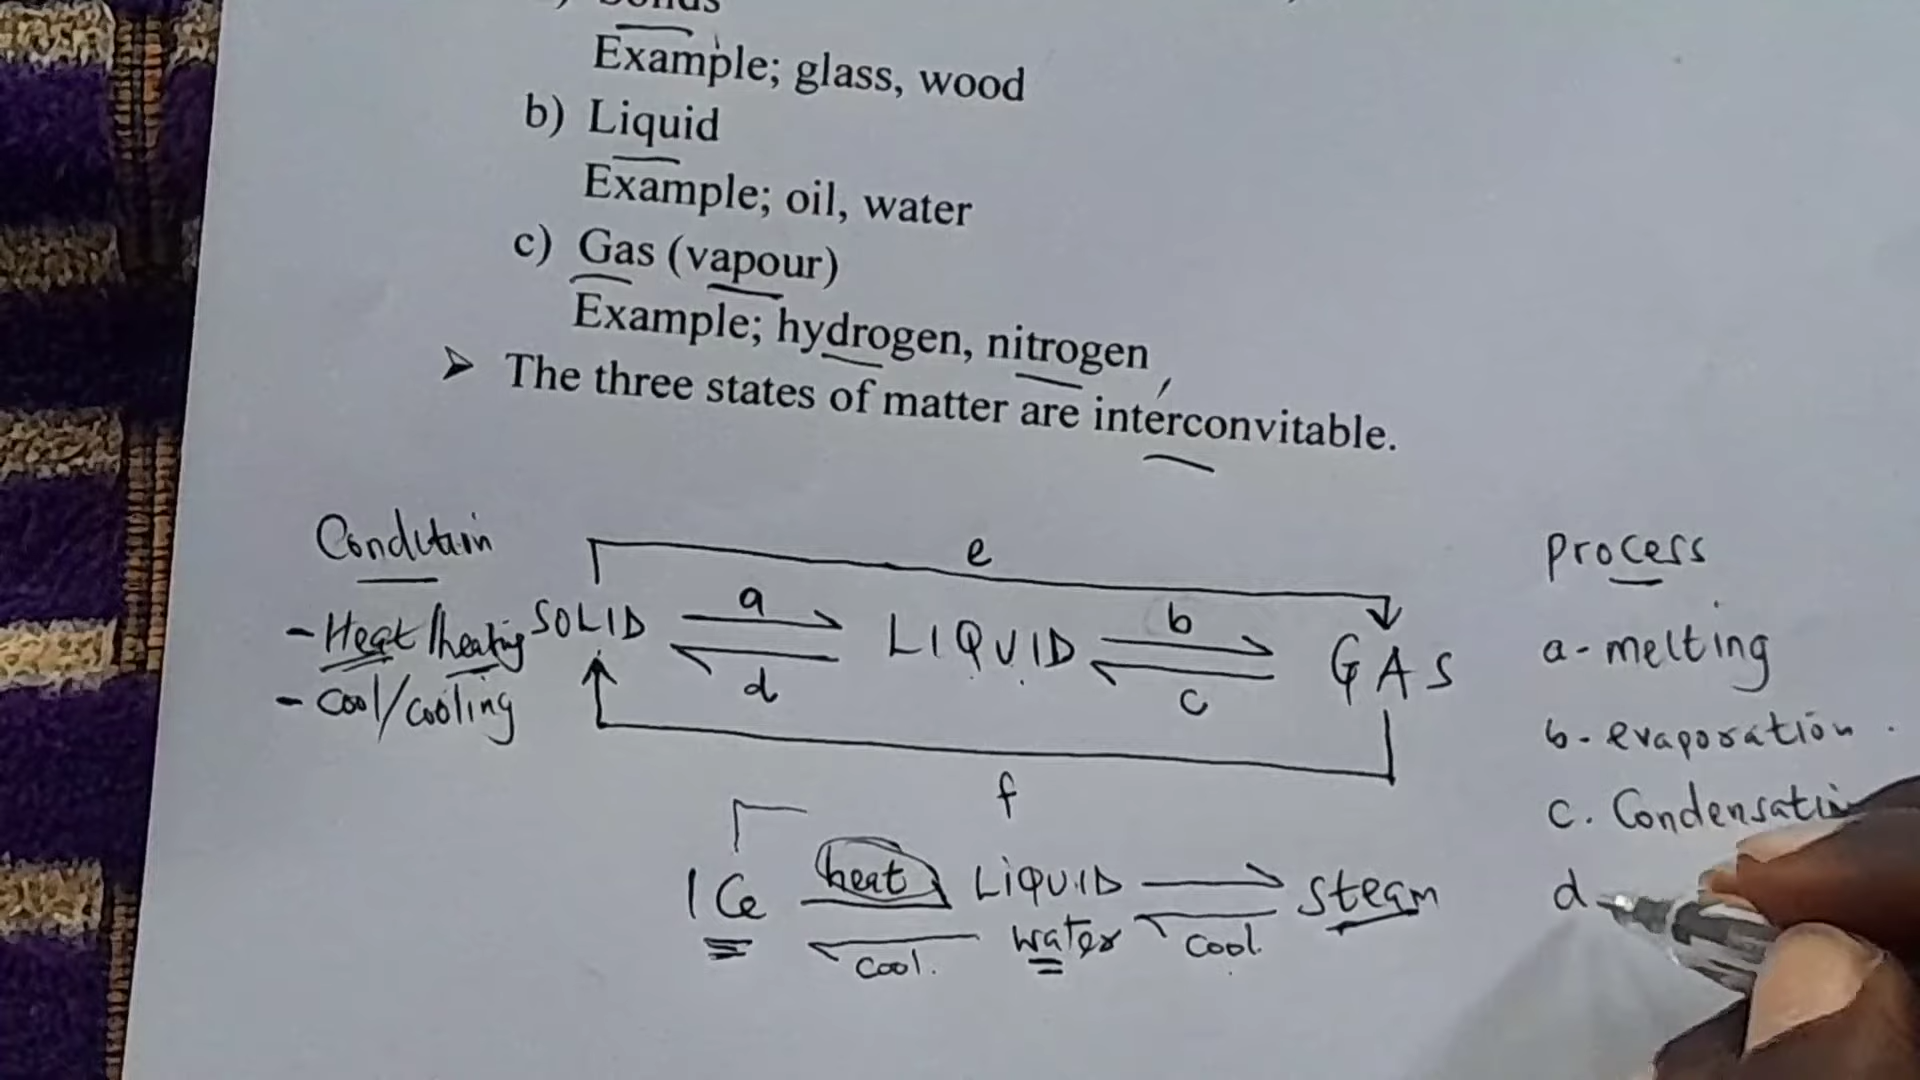 Solids
Example; glass, wood
b) Liquid
Example; oil, water
c) Gas (vapour)
Example; hydrogen, nitrogen
➢ The three states of matter are interconvitable.
Condition
- Heat/heating
- Cool/cooling
e
SOLID a LIQUID b GAS
d c
f
ICe heat LIQUID steam
cool. water cool.
process
a - melting
b - evaporation.
c. Condensati
d -